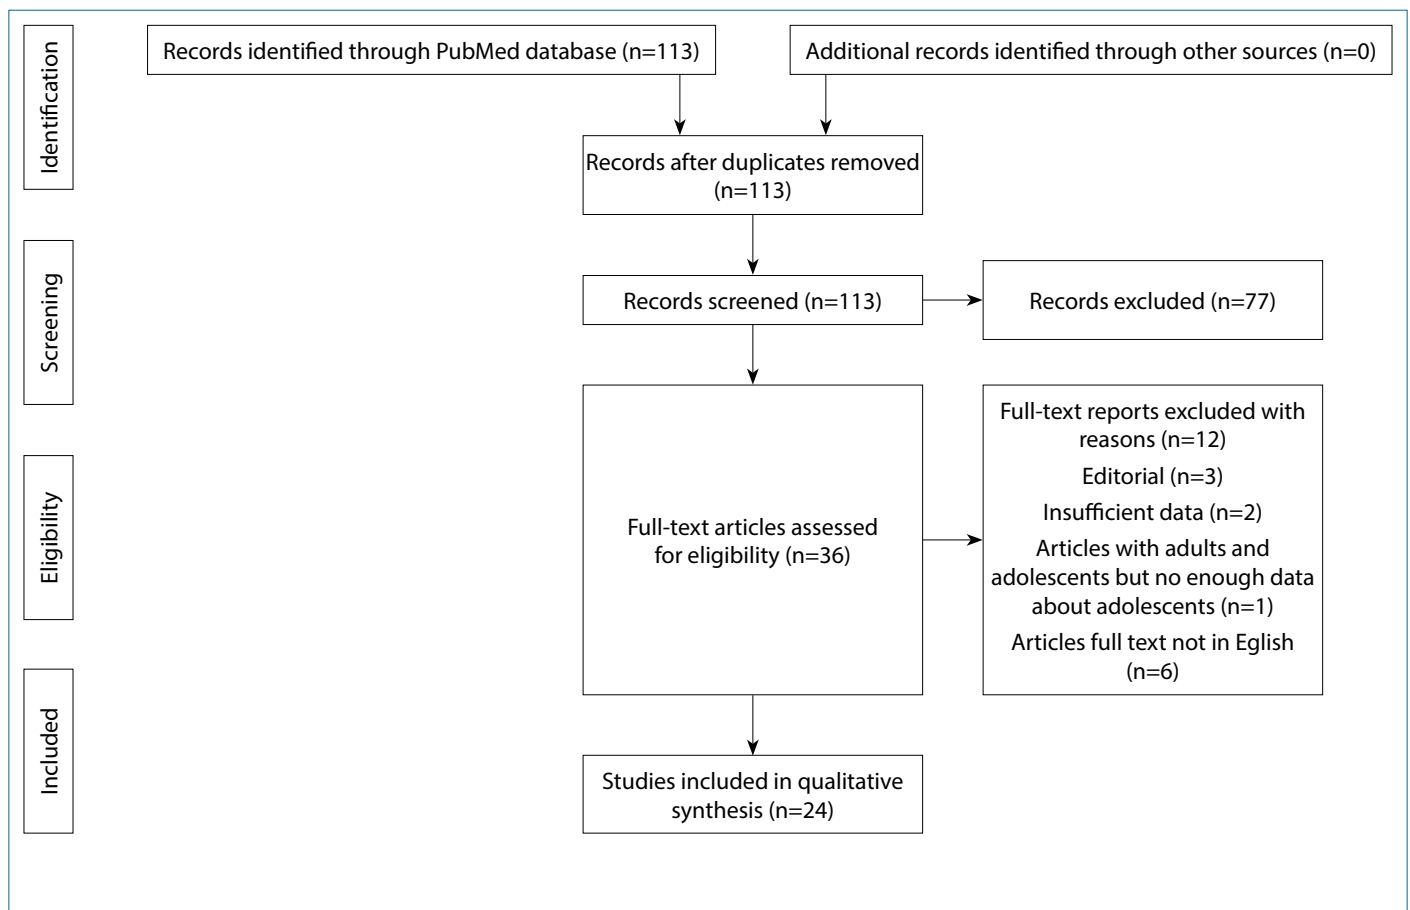 Identification
Records identified through PubMed database (n=113)
Additional records identified through other sources (n=0)
Records after duplicates removed
(n=113)
Screening
Records screened (n=113)
Records excluded (n=77)
Eligibility
Full-text articles assessed
for eligibility (n=36)
Full-text reports excluded with
reasons (n=12)
Editorial (n=3)
Insufficient data (n=2)
Articles with adults and
adolescents but no enough data
about adolescents (n=1)
Articles full text not in Eglish
(n=6)
Included
Studies included in qualitative
synthesis (n=24)